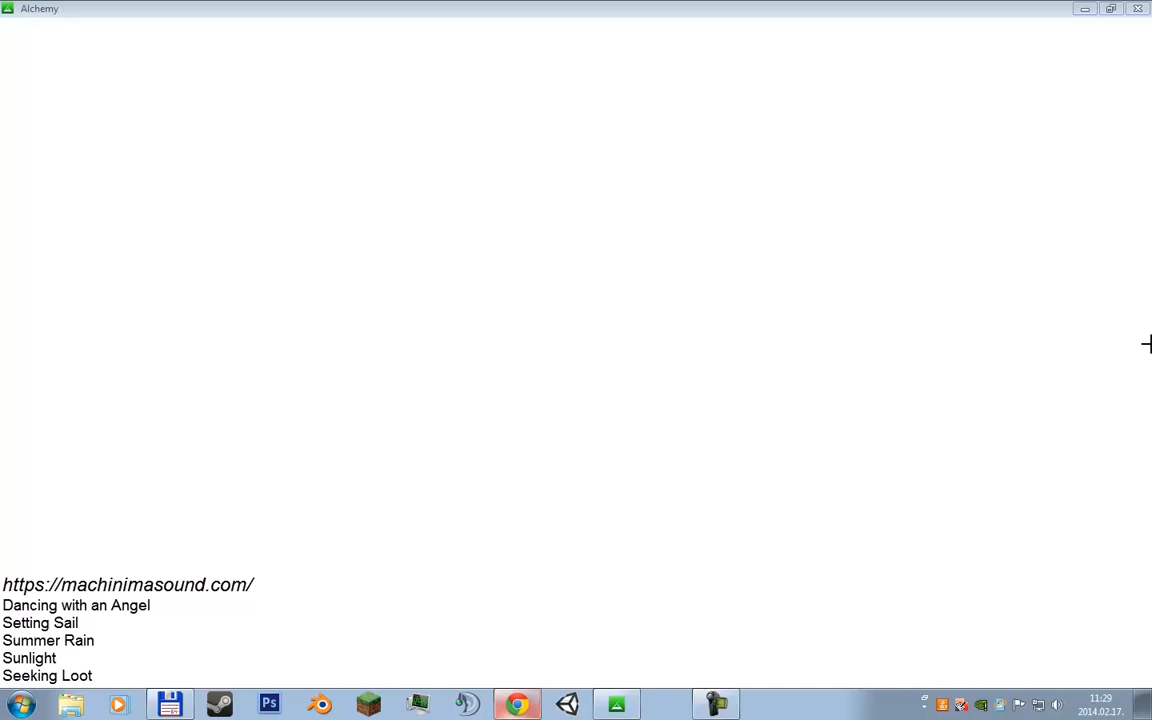 Alchemy
https://machinimasound.com/
Dancing with an Angel
Setting Sail
Summer Rain
Sunlight
Seeking Loot
Ps
11:29
2014.02.17.